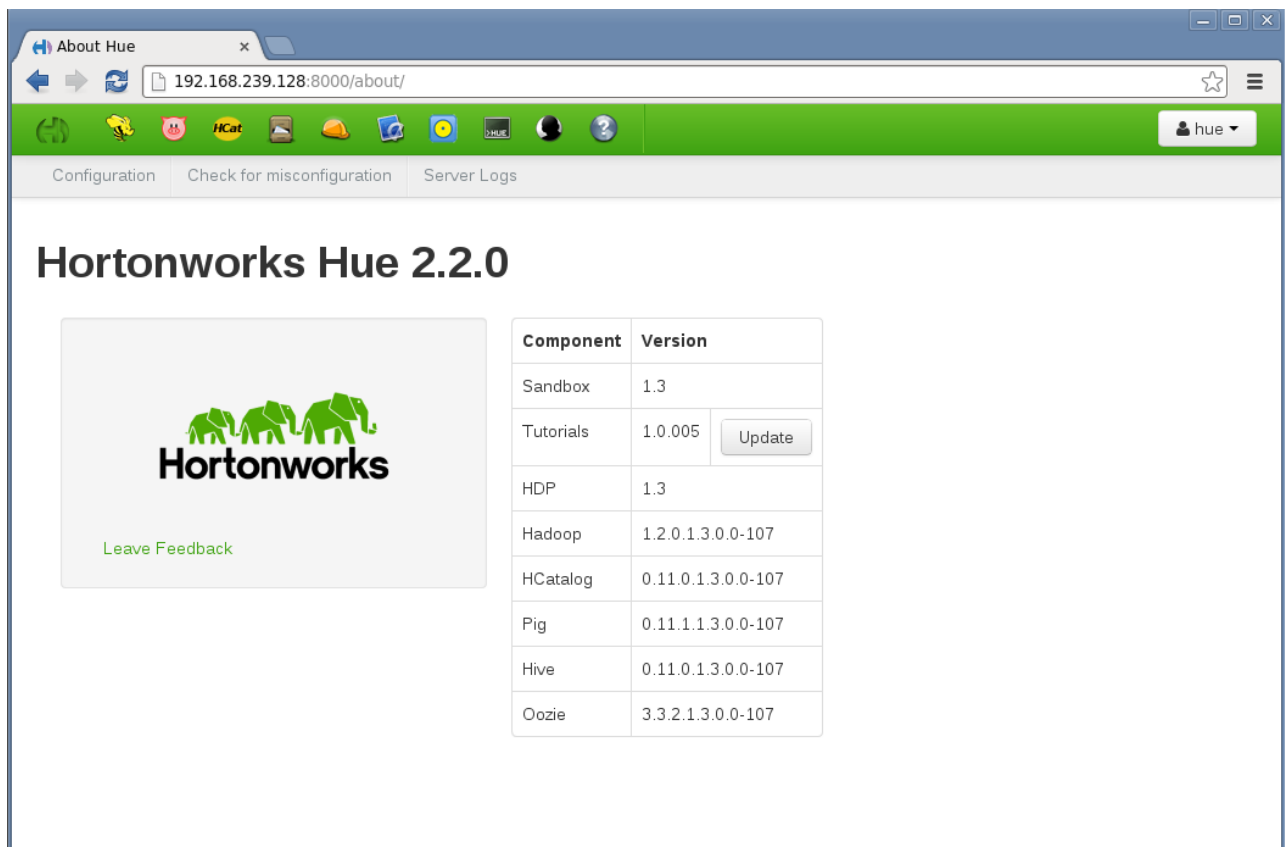 About Hue
192.168.239.128:8000/about/
HCat
>HUE
hue
Configuration Check for misconfiguration Server Logs
Hortonworks Hue 2.2.0
Hortonworks
Leave Feedback
Component Version
Sandbox 1.3
Tutorials 1.0.005 Update
HDP 1.3
Hadoop 1.2.0.1.3.0.0-107
HCatalog 0.11.0.1.3.0.0-107
Pig 0.11.1.1.3.0.0-107
Hive 0.11.0.1.3.0.0-107
Oozie 3.3.2.1.3.0.0-107